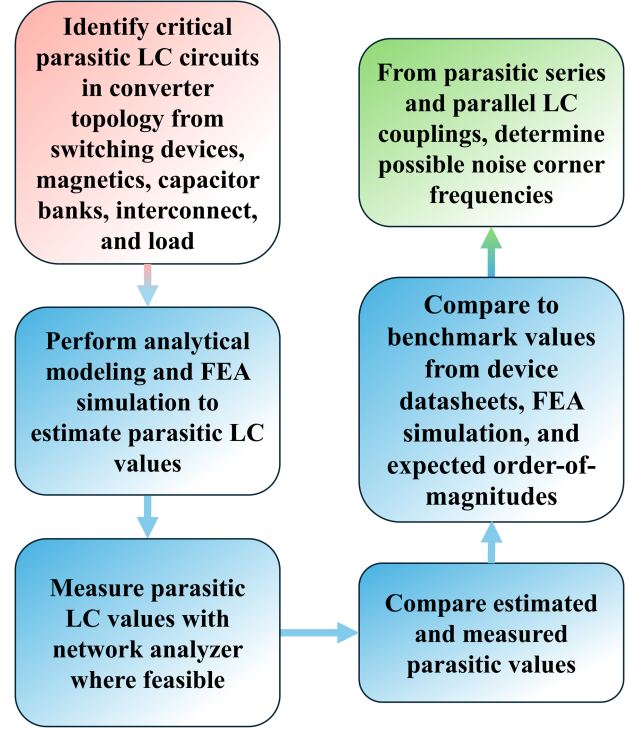 Identify critical
parasitic LC circuits
in converter
topology from
switching devices,
magnetics, capacitor
banks, interconnect,
and load
Perform analytical
modeling and FEA
simulation to
estimate parasitic LC
values
Measure parasitic
LC values with
network analyzer
where feasible
Compare estimated
and measured
parasitic values
Compare to
benchmark values
from device
datasheets, FEA
simulation, and
expected order-of-
magnitudes
From parasitic series
and parallel LC
couplings, determine
possible noise corner
frequencies